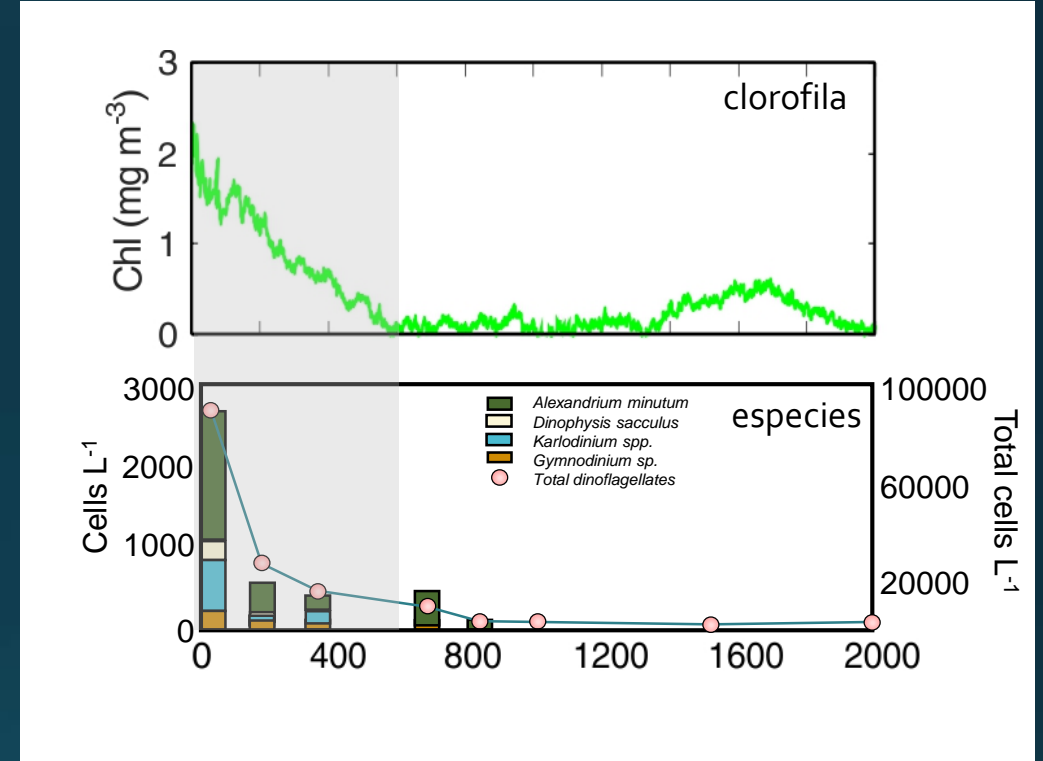 clorofila
Chl (mg m-3)
3
2
1
0
especies
Cells L-1
3000
2000
1000
0
Alexandrium minutum
Dinophysis sacculus
Karlodinium spp.
Gymnodinium sp.
Total dinoflagellates
100000
60000
20000
Total cells L-1
0 400 800 1200 1600 2000